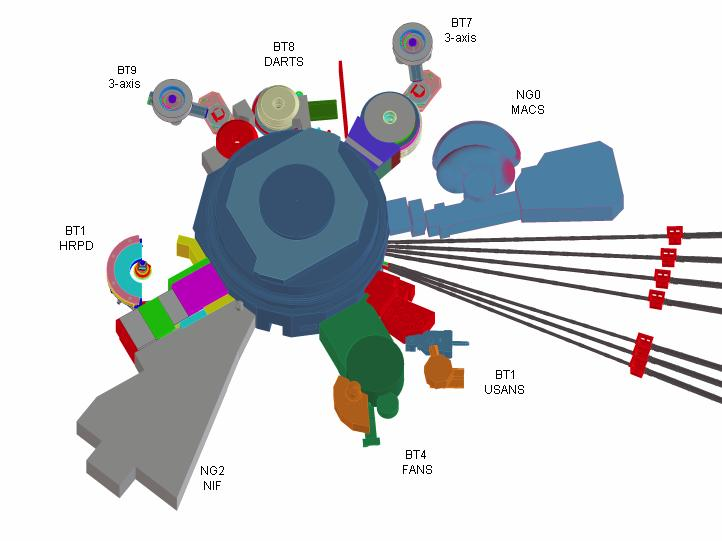 BT7
3-axis
BT8
DARTS
BT9
3-axis
NG0
MACS
BT1
HRPD
BT1
USANS
BT4
FANS
NG2
NIF